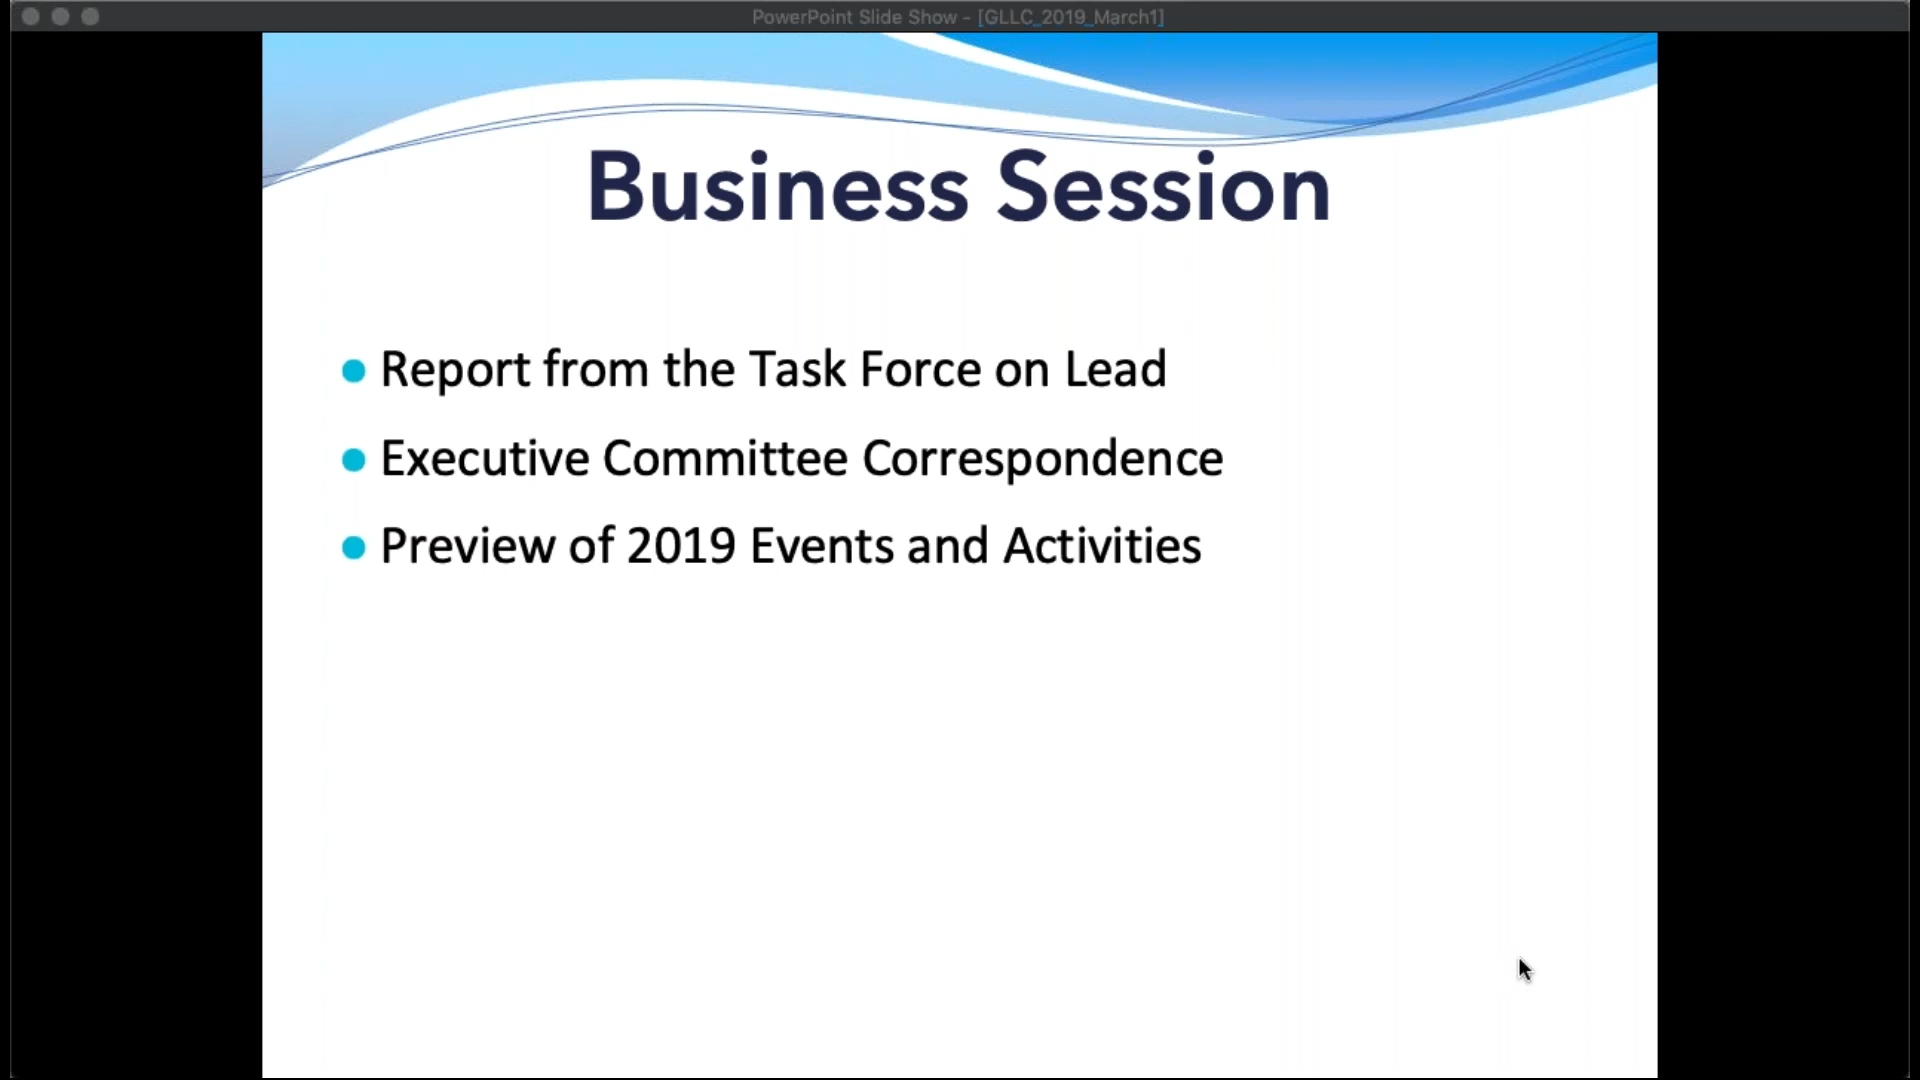 PowerPoint Slide Show - [GLLC_2019_March1]
Business Session
Report from the Task Force on Lead
Executive Committee Correspondence
Preview of 2019 Events and Activities